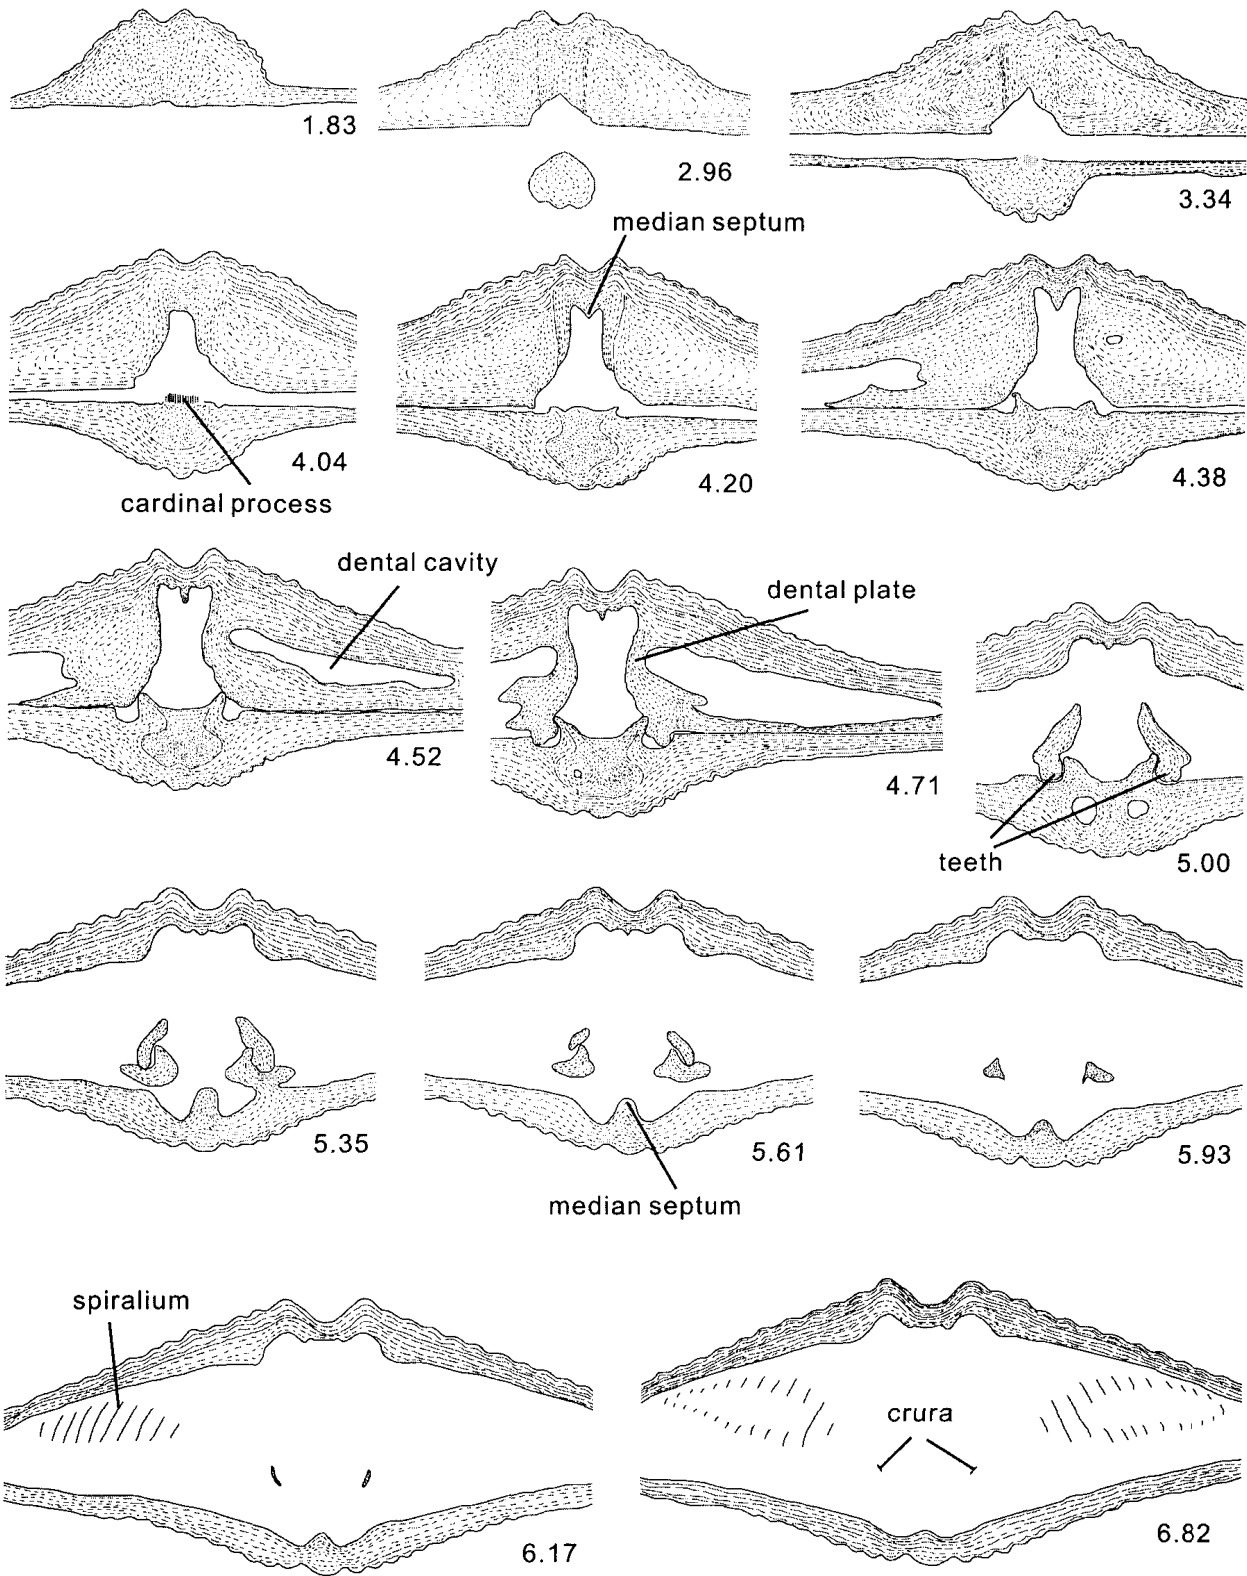 1.83
2.96
3.34
median septum
4.04
4.20
4.38
cardinal process
dental cavity
dental plate
4.52
4.71
teeth
5.00
5.35
5.61
5.93
median septum
spiralium
crura
6.17
6.82